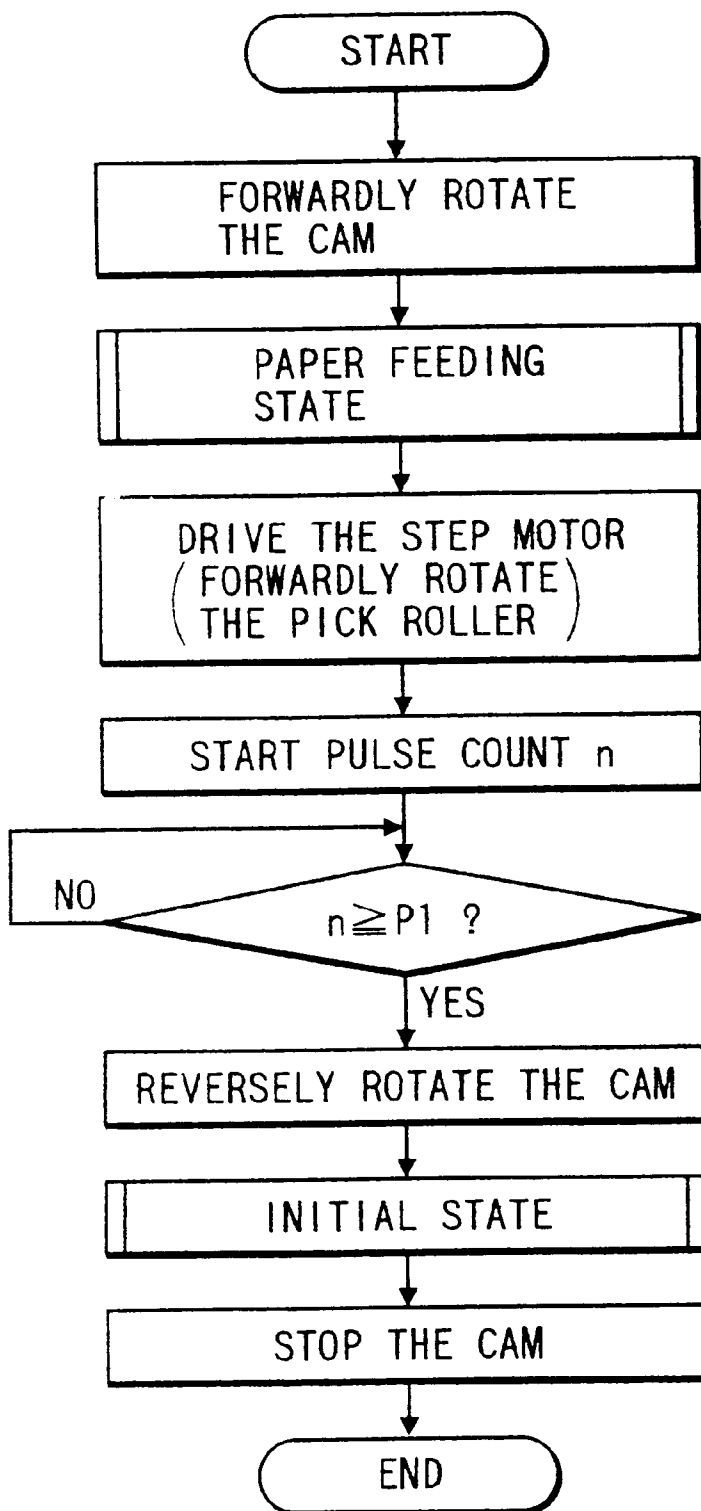 START
FORWARDLY ROTATE
THE CAM
PAPER FEEDING
STATE
DRIVE THE STEP MOTOR
(FORWARDLY ROTATE
THE PICK ROLLER)
START PULSE COUNT n
NO
n≧P1 ?
YES
REVERSELY ROTATE THE CAM
INITIAL STATE
STOP THE CAM
END